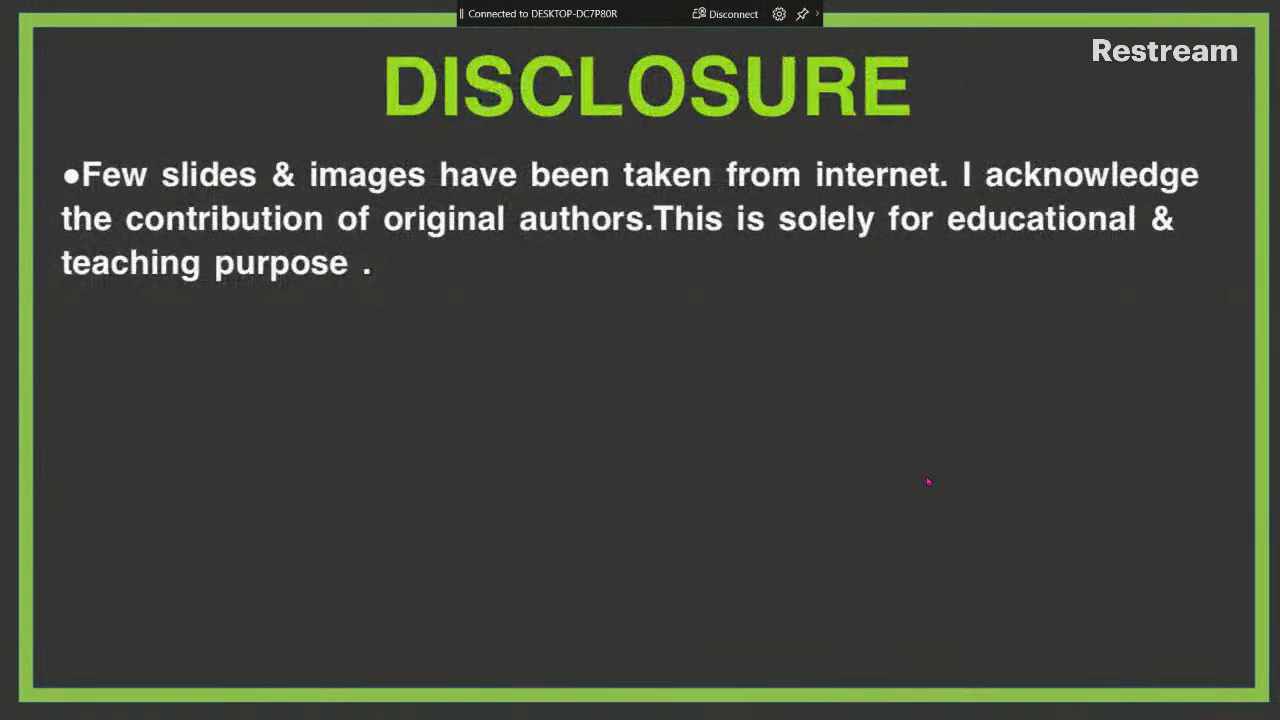 Connected to DESKTOP-DC7P80R Disconnect
Restream
DISCLOSURE
●Few slides & images have been taken from internet. I acknowledge
the contribution of original authors.This is solely for educational &
teaching purpose .